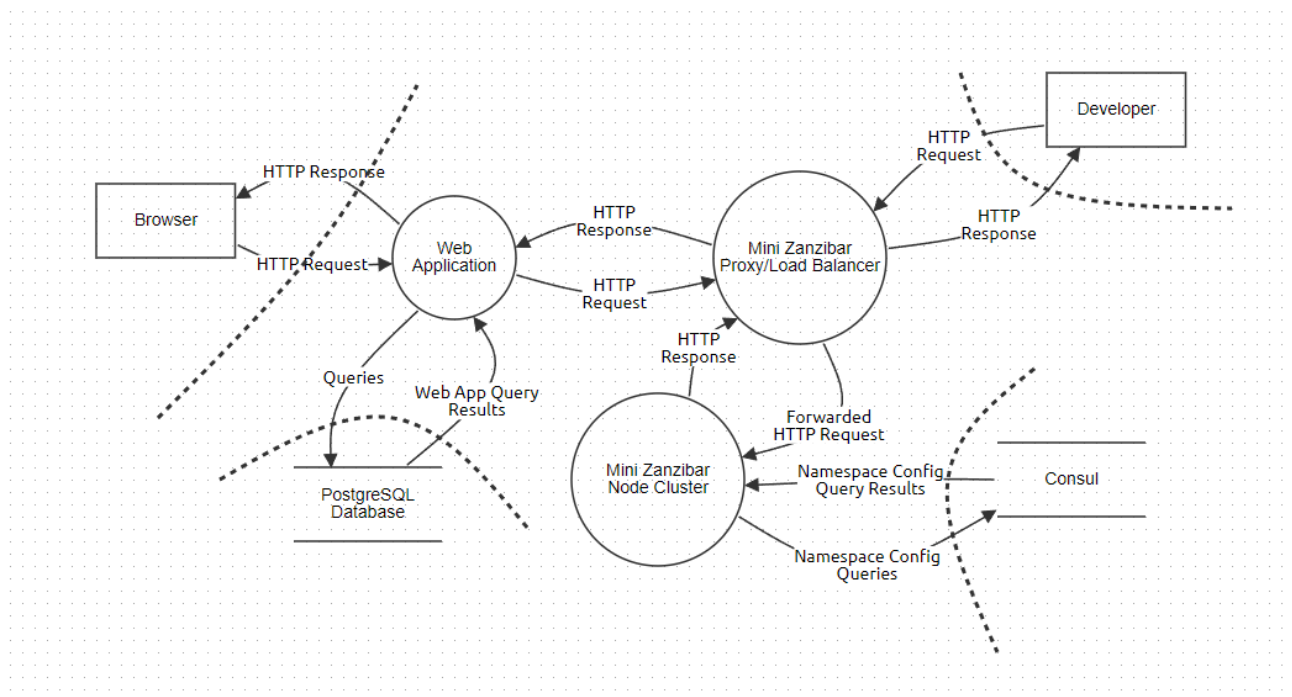 Developer
HTTP
Request
HTTP Response
Browser
HTTP Request
Web
Application
HTTP
Response
HTTP
Request
Mini Zanzibar
Proxy/Load Balancer
HTTP
Response
HTTP
Response
Queries
Web App Query
Results
Forwarded
HTTP Request
PostgreSQL
Database
Mini Zanzibar
Node Cluster
Namespace Config
Query Results
Consul
Namespace Config
Queries